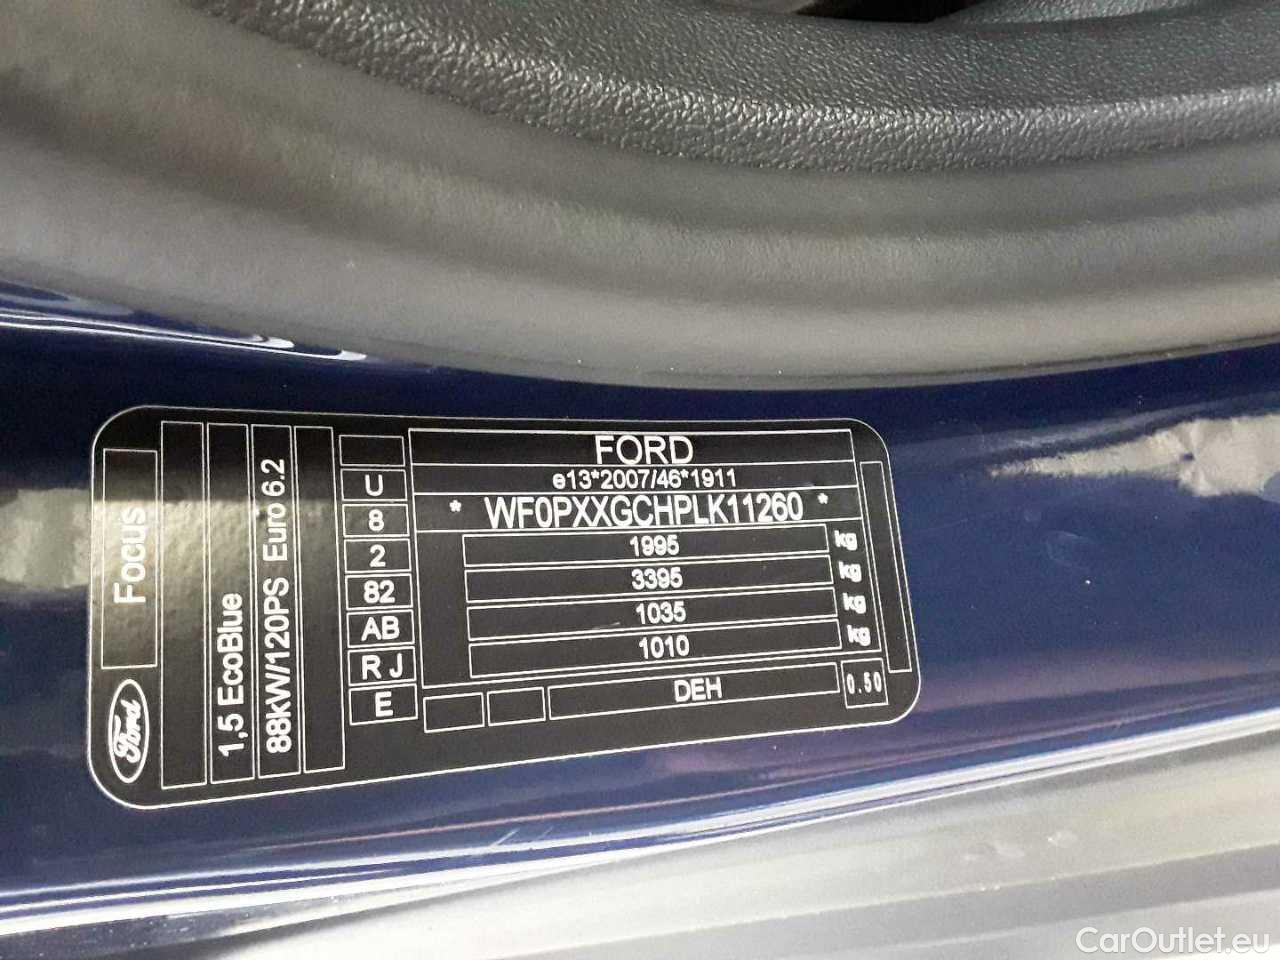 FORD
e13*2007/46*1911
* WF0PXXGCHPLK11260 *
1995 kg
3395 kg
1035 kg
1010 kg
DEH
0.50
U
8
2
82
AB
R J
E
Focus
Ford
1,5 EcoBlue
88kW/120PS Euro 6.2
CarOutlet.eu